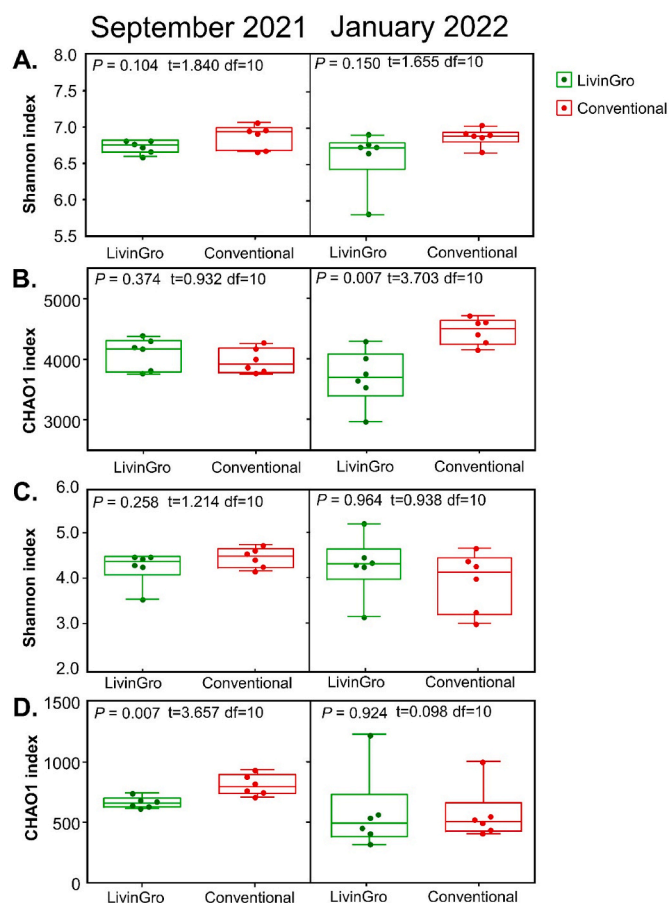 September 2021 January 2022
A.
P = 0.104 t=1.840 df=10
P = 0.150 t=1.655 df=10
LivinGro
Conventional
Shannon index
8.0
7.5
7.0
6.5
6.0
5.5
LivinGro Conventional LivinGro Conventional
B.
P = 0.374 t=0.932 df=10
P = 0.007 t=3.703 df=10
CHAO1 index
5000
4000
3000
LivinGro Conventional LivinGro Conventional
C.
P = 0.258 t=1.214 df=10
P = 0.964 t=0.938 df=10
Shannon index
6.0
5.0
4.0
3.0
2.0
LivinGro Conventional LivinGro Conventional
D.
P = 0.007 t=3.657 df=10
P = 0.924 t=0.098 df=10
CHAO1 index
1500
1000
500
0
LivinGro Conventional LivinGro Conventional